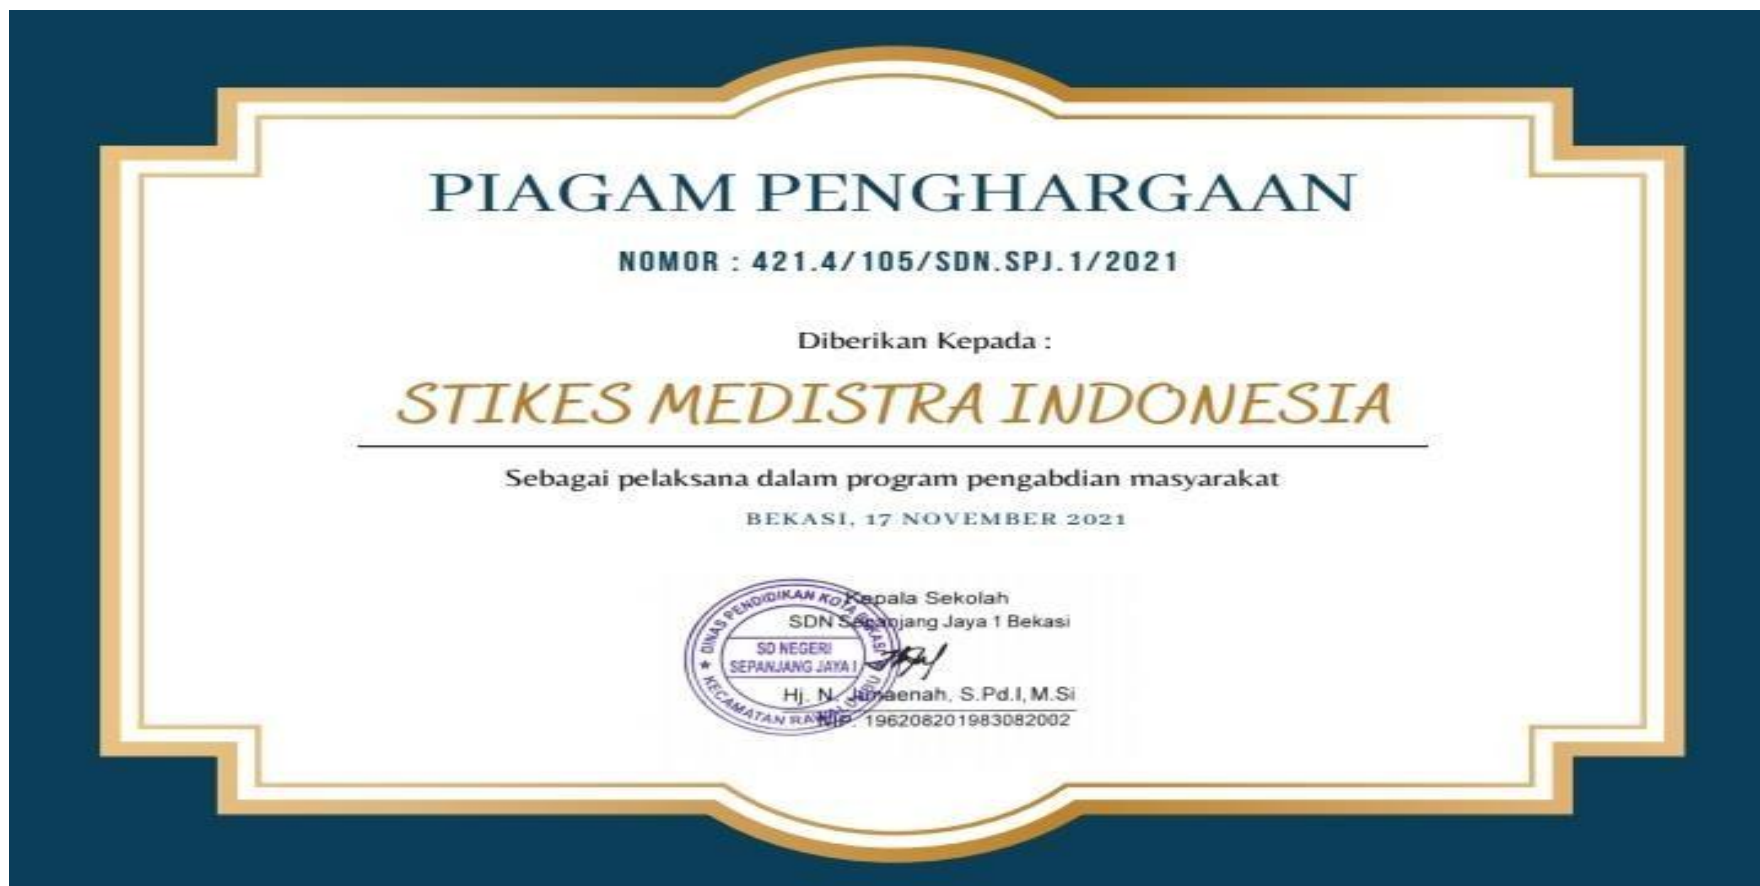 PIAGAM PENGHARGAAN
NOMOR : 421.4/105/SDN.SPJ.1/2021
Diberikan Kepada :
STIKES MEDISTRA INDONESIA
Sebagai pelaksana dalam program pengabdian masyarakat
BEKASI, 17 NOVEMBER 2021
Kepala Sekolah
SDN Sepanjang Jaya 1 Bekasi
DINAS PENDIDIKAN KOTA BEKASI
SD NEGERI
SEPANJANG JAYA I
KECAMATAN RAWALUMBU
Hj. N. Jumaenah, S.Pd.I, M.Si
NIP. 196208201983082002